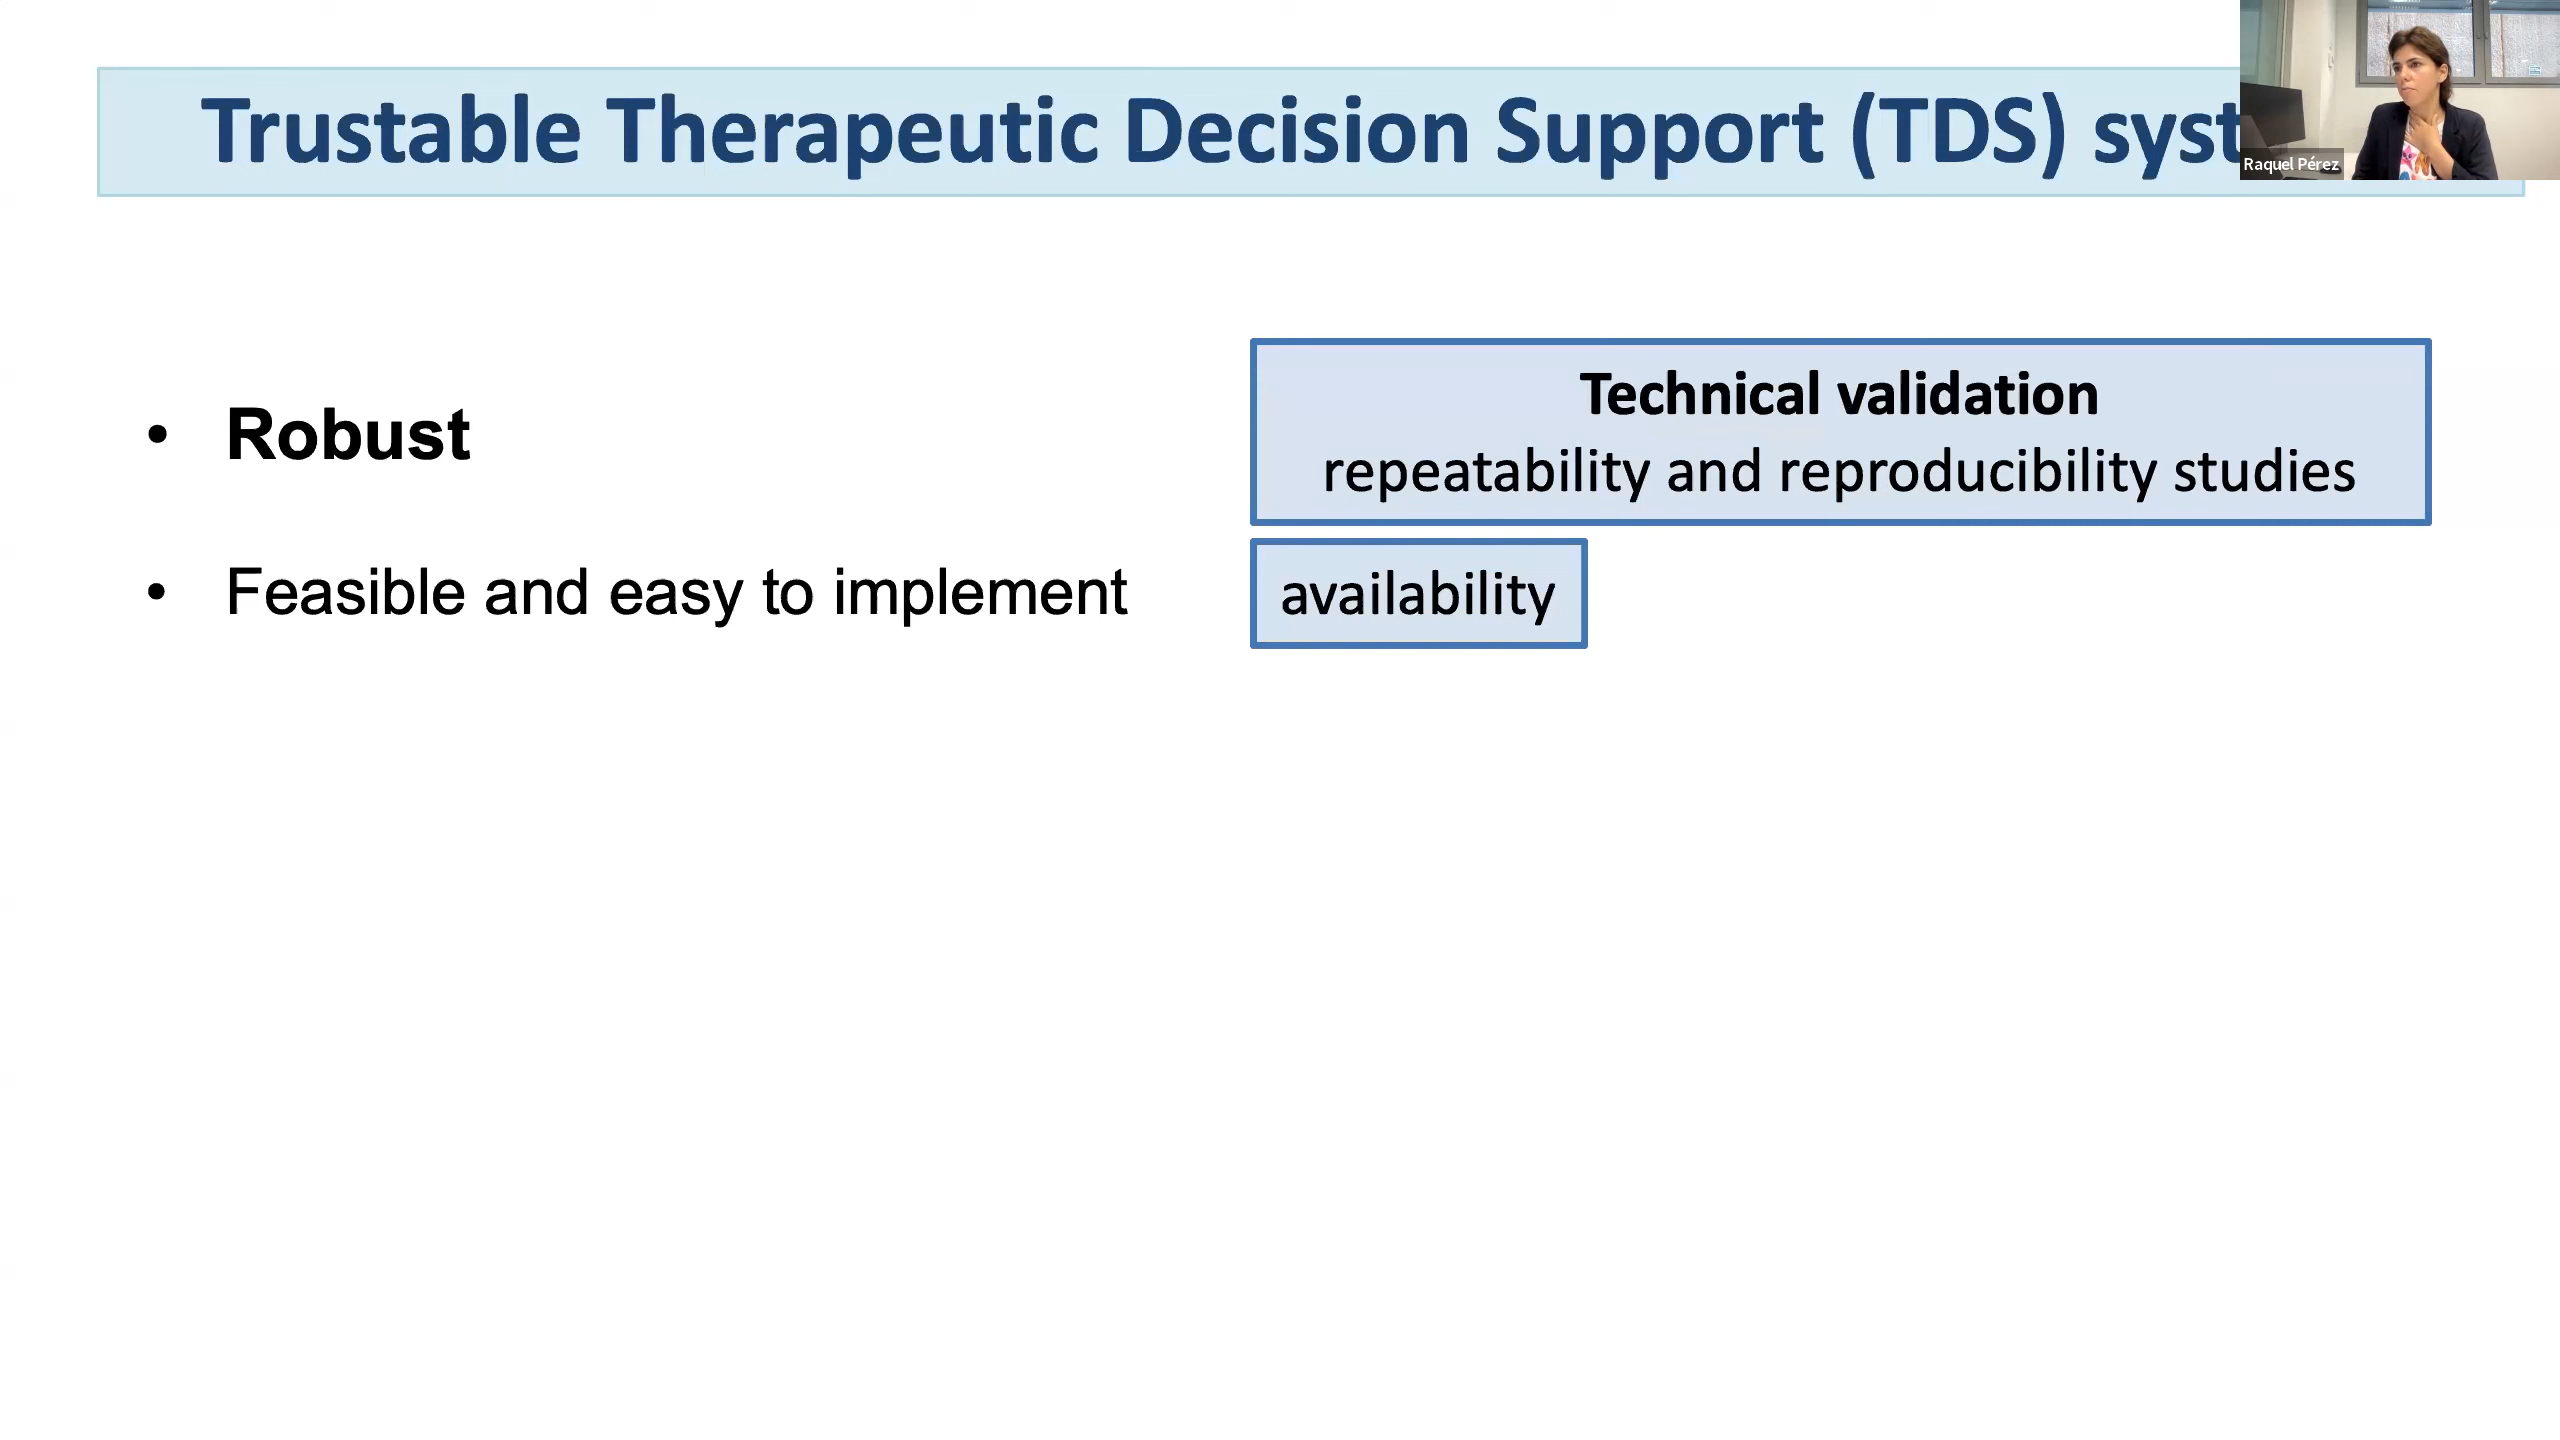 Trustable Therapeutic Decision Support (TDS) syst
Raquel Pérez
• Robust
Technical validation
repeatability and reproducibility studies
• Feasible and easy to implement
availability